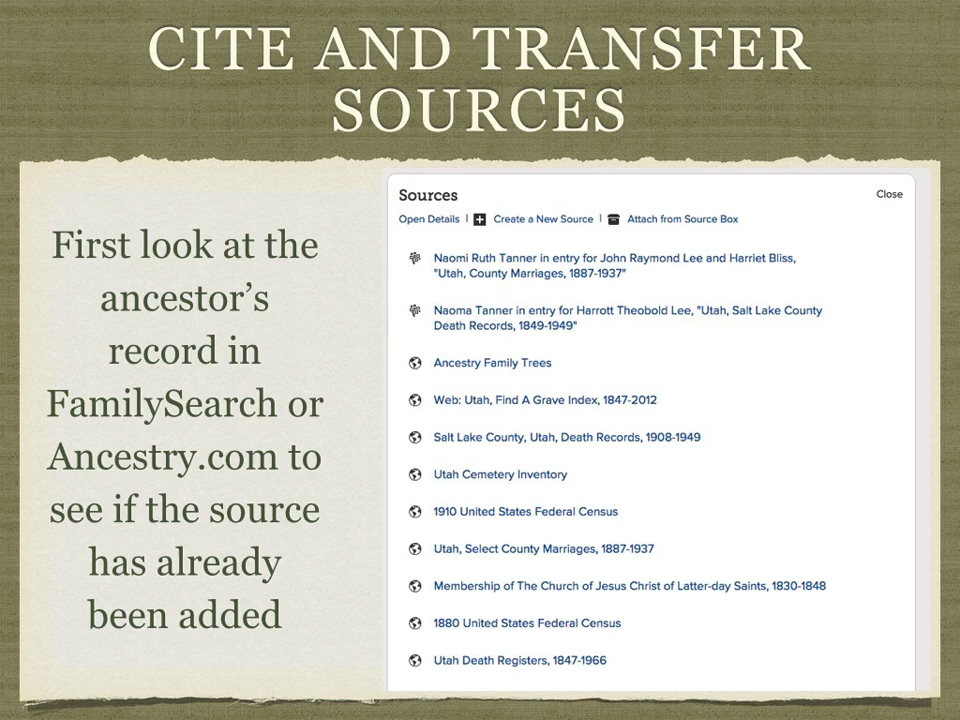 CITE AND TRANSFER
SOURCES
First look at the
ancestor’s
record in
FamilySearch or
Ancestry.com to
see if the source
has already
been added
Sources
Close
Open Details | Create a New Source | Attach from Source Box
Naomi Ruth Tanner in entry for John Raymond Lee and Harriet Bliss,
"Utah, County Marriages, 1887-1937"
Naoma Tanner in entry for Harrott Theobold Lee, "Utah, Salt Lake County
Death Records, 1849-1949"
Ancestry Family Trees
Web: Utah, Find A Grave Index, 1847-2012
Salt Lake County, Utah, Death Records, 1908-1949
Utah Cemetery Inventory
1910 United States Federal Census
Utah, Select County Marriages, 1887-1937
Membership of The Church of Jesus Christ of Latter-day Saints, 1830-1848
1880 United States Federal Census
Utah Death Registers, 1847-1966